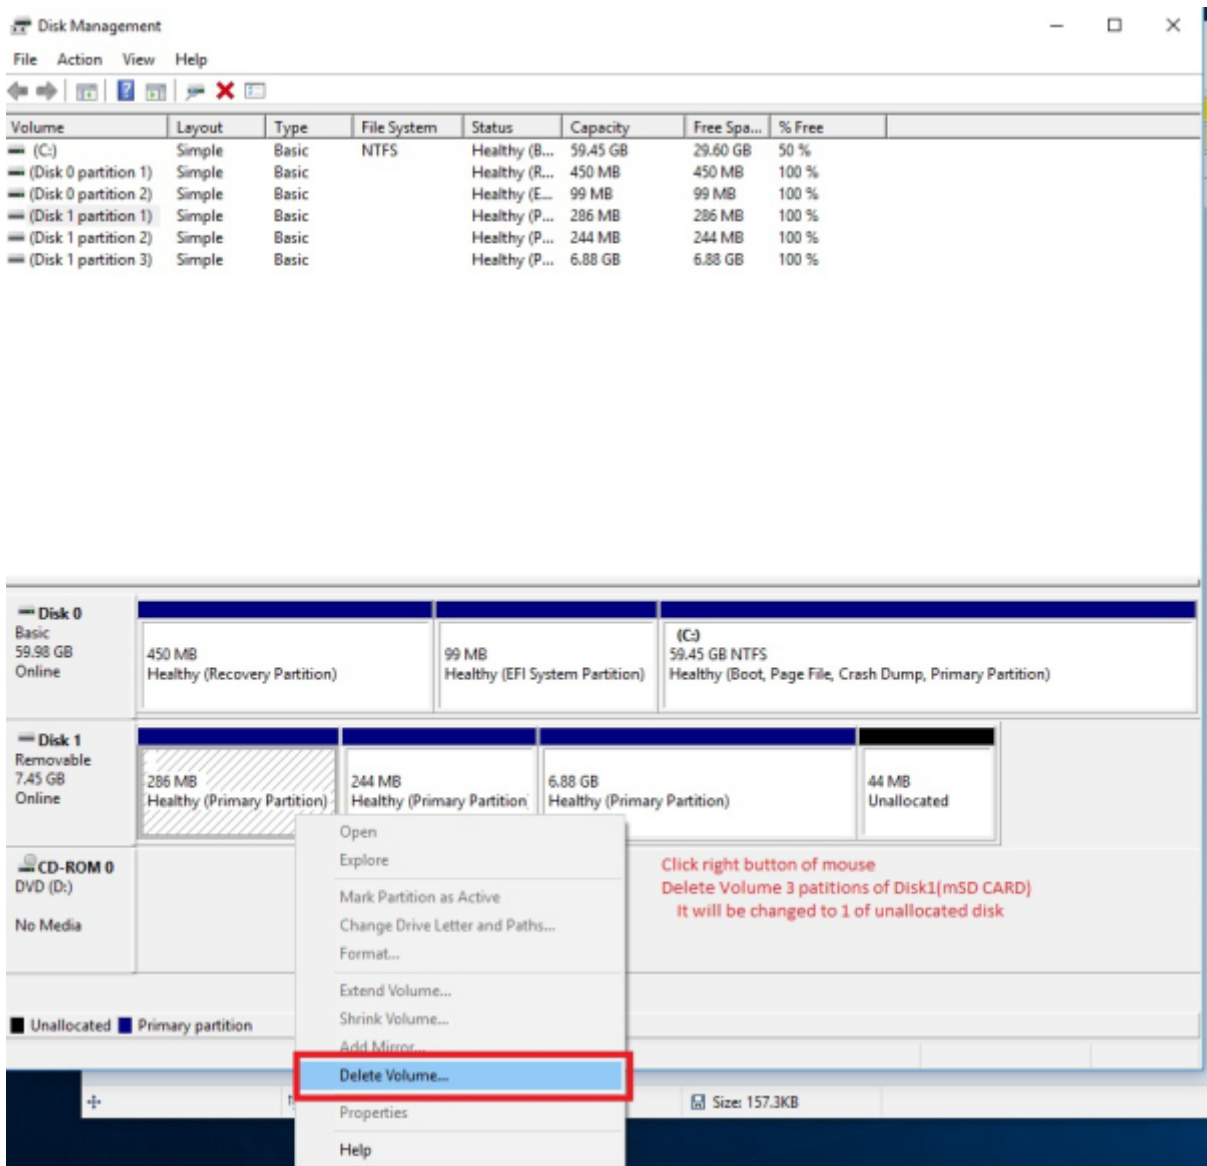 Disk Management
File Action View Help
Volume Layout Type File System Status Capacity Free Spa... % Free
(C:) Simple Basic NTFS Healthy (B... 59.45 GB 29.60 GB 50 %
(Disk 0 partition 1) Simple Basic Healthy (R... 450 MB 450 MB 100 %
(Disk 0 partition 2) Simple Basic Healthy (E... 99 MB 99 MB 100 %
(Disk 1 partition 1) Simple Basic Healthy (P... 286 MB 286 MB 100 %
(Disk 1 partition 2) Simple Basic Healthy (P... 244 MB 244 MB 100 %
(Disk 1 partition 3) Simple Basic Healthy (P... 6.88 GB 6.88 GB 100 %
Disk 0
Basic
59.98 GB
Online
450 MB
Healthy (Recovery Partition)
99 MB
Healthy (EFI System Partition)
(C:)
59.45 GB NTFS
Healthy (Boot, Page File, Crash Dump, Primary Partition)
Disk 1
Removable
7.45 GB
Online
286 MB
Healthy (Primary Partition)
244 MB
Healthy (Primary Partition
6.88 GB
Healthy (Primary Partition)
44 MB
Unallocated
CD-ROM 0
DVD (D:)
No Media
Open
Explore
Mark Partition as Active
Change Drive Letter and Paths...
Format...
Extend Volume...
Shrink Volume...
Add Mirror...
Delete Volume...
Properties
Help
Click right button of mouse
Delete Volume 3 patitions of Disk1(mSD CARD)
It will be changed to 1 of unallocated disk
Unallocated Primary partition
Size: 157.3KB